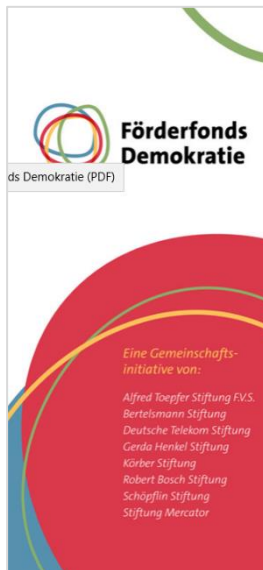 Förderfonds
Demokratie
ds Demokratie (PDF)
Eine Gemeinschafts-
initiative von:
Alfred Toepfer Stiftung F.V.S.
Bertelsmann Stiftung
Deutsche Telekom Stiftung
Gerda Henkel Stiftung
Körber Stiftung
Robert Bosch Stiftung
Schöpflin Stiftung
Stiftung Mercator